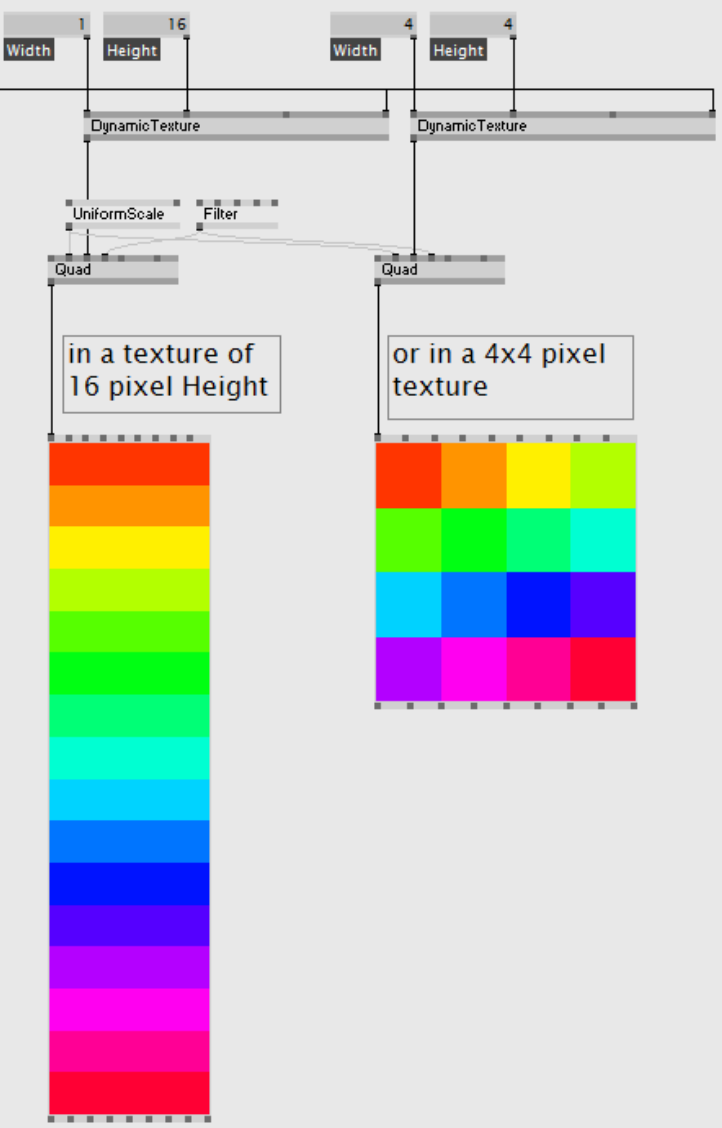 1 16 4 4
Width Height Width Height
DynamicTexture DynamicTexture
UniformScale Filter
Quad Quad
in a texture of
16 pixel Height
or in a 4x4 pixel
texture